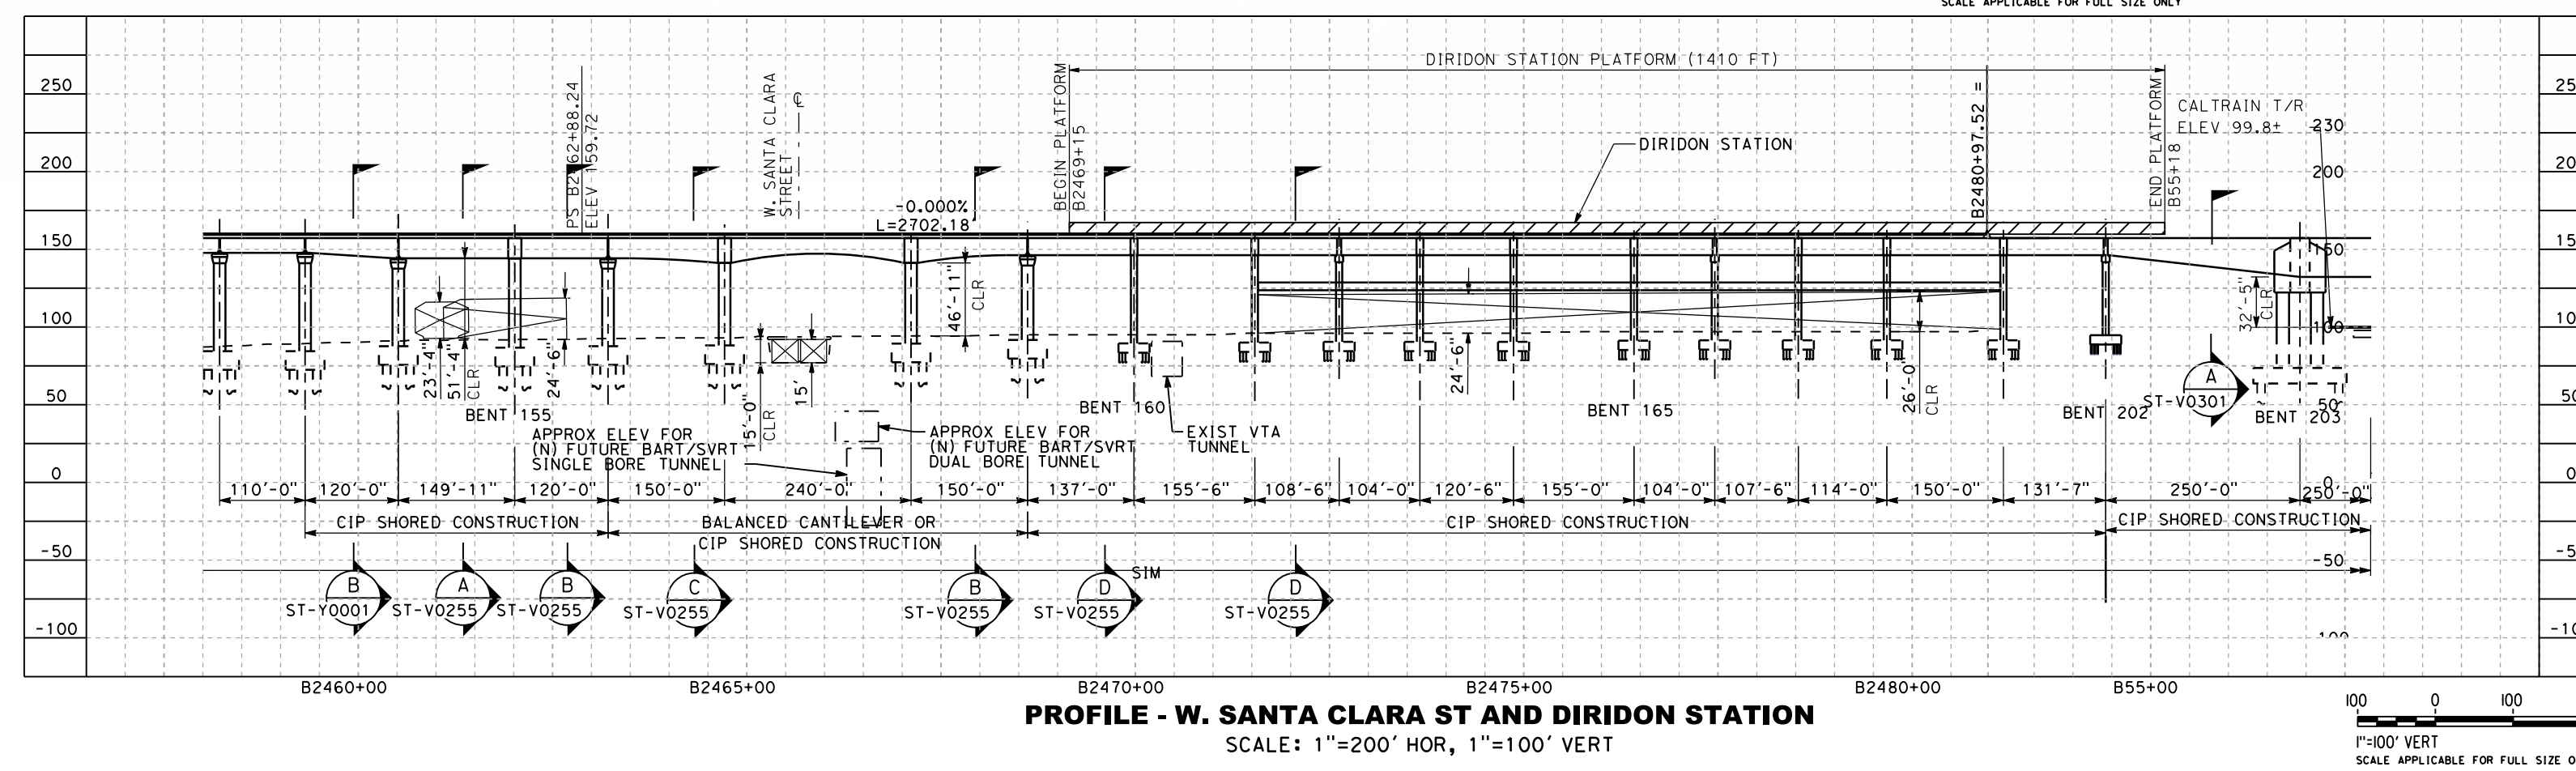 SCALE APPLICABLE FOR FULL SIZE ONLY
DIRIDON STATION PLATFORM (1410 FT)
250
200
150
100
50
0
-50
-100
PS B2462+88.24
ELEV 159.72
W. SANTA CLARA
STREET
℄
-0.000%
L=2702.18
BEGIN PLATFORM
B2469+15
DIRIDON STATION
B2480+97.52 =
END PLATFORM
B55+18
CALTRAIN T/R
ELEV 99.8±
230
200
50
100
50
0
-50
23'-4"
51'-4"
CLR
24'-6"
15'-0"
CLR
15'
46'-11"
CLR
24'-6"
26'-0"
CLR
32'-5"
CLR
A
ST-V0301
BENT 155
BENT 160
BENT 165
BENT 202
BENT 203
APPROX ELEV FOR
(N) FUTURE BART/SVRT
SINGLE BORE TUNNEL
APPROX ELEV FOR
(N) FUTURE BART/SVRT
DUAL BORE TUNNEL
EXIST VTA
TUNNEL
110'-0" 120'-0" 149'-11" 120'-0" 150'-0" 240'-0" 150'-0" 137'-0" 155'-6" 108'-6" 104'-0" 120'-6" 155'-0" 104'-0" 107'-6" 114'-0" 150'-0" 131'-7" 250'-0" 250'-0"
CIP SHORED CONSTRUCTION
BALANCED CANTILEVER OR
CIP SHORED CONSTRUCTION
CIP SHORED CONSTRUCTION
CIP SHORED CONSTRUCTION
B
ST-Y0001
A
ST-V0255
B
ST-V0255
C
ST-V0255
B
ST-V0255
D
SIM
ST-V0255
D
ST-V0255
B2460+00 B2465+00 B2470+00 B2475+00 B2480+00 B55+00
PROFILE - W. SANTA CLARA ST AND DIRIDON STATION
SCALE: 1"=200' HOR, 1"=100' VERT
100 0 100
1"=100' VERT
SCALE APPLICABLE FOR FULL SIZE